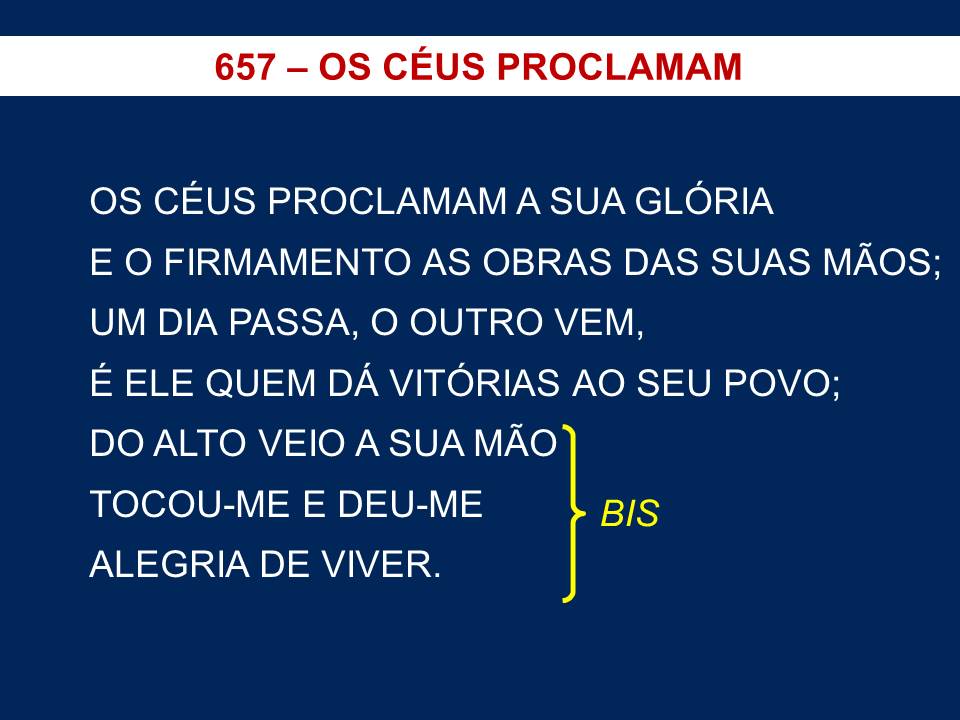 657 – OS CÉUS PROCLAMAM
OS CÉUS PROCLAMAM A SUA GLÓRIA
E O FIRMAMENTO AS OBRAS DAS SUAS MÃOS;
UM DIA PASSA, O OUTRO VEM,
É ELE QUEM DÁ VITÓRIAS AO SEU POVO;
DO ALTO VEIO A SUA MÃO
TOCOU-ME E DEU-ME
ALEGRIA DE VIVER.
BIS